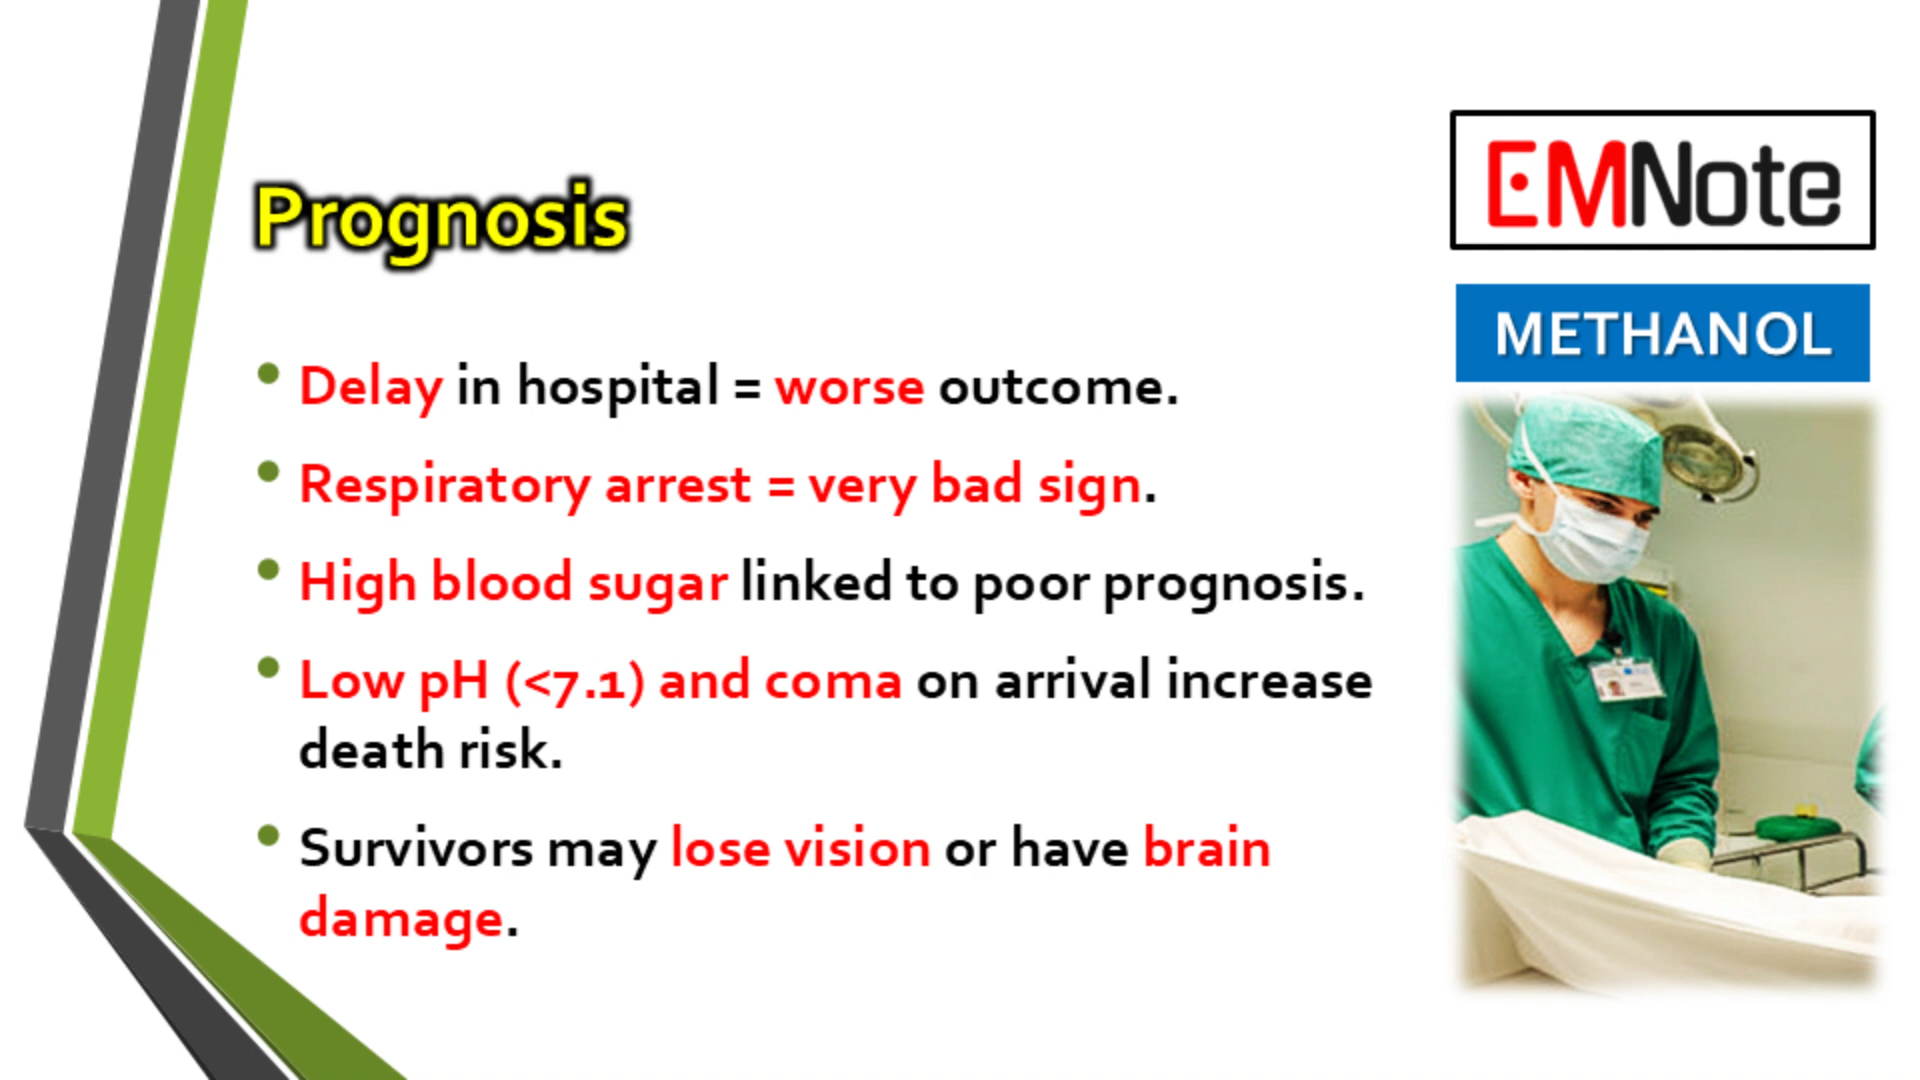 Prognosis
• Delay in hospital = worse outcome.
• Respiratory arrest = very bad sign.
• High blood sugar linked to poor prognosis.
• Low pH (<7.1) and coma on arrival increase
death risk.
• Survivors may lose vision or have brain
damage.
EMNote
METHANOL